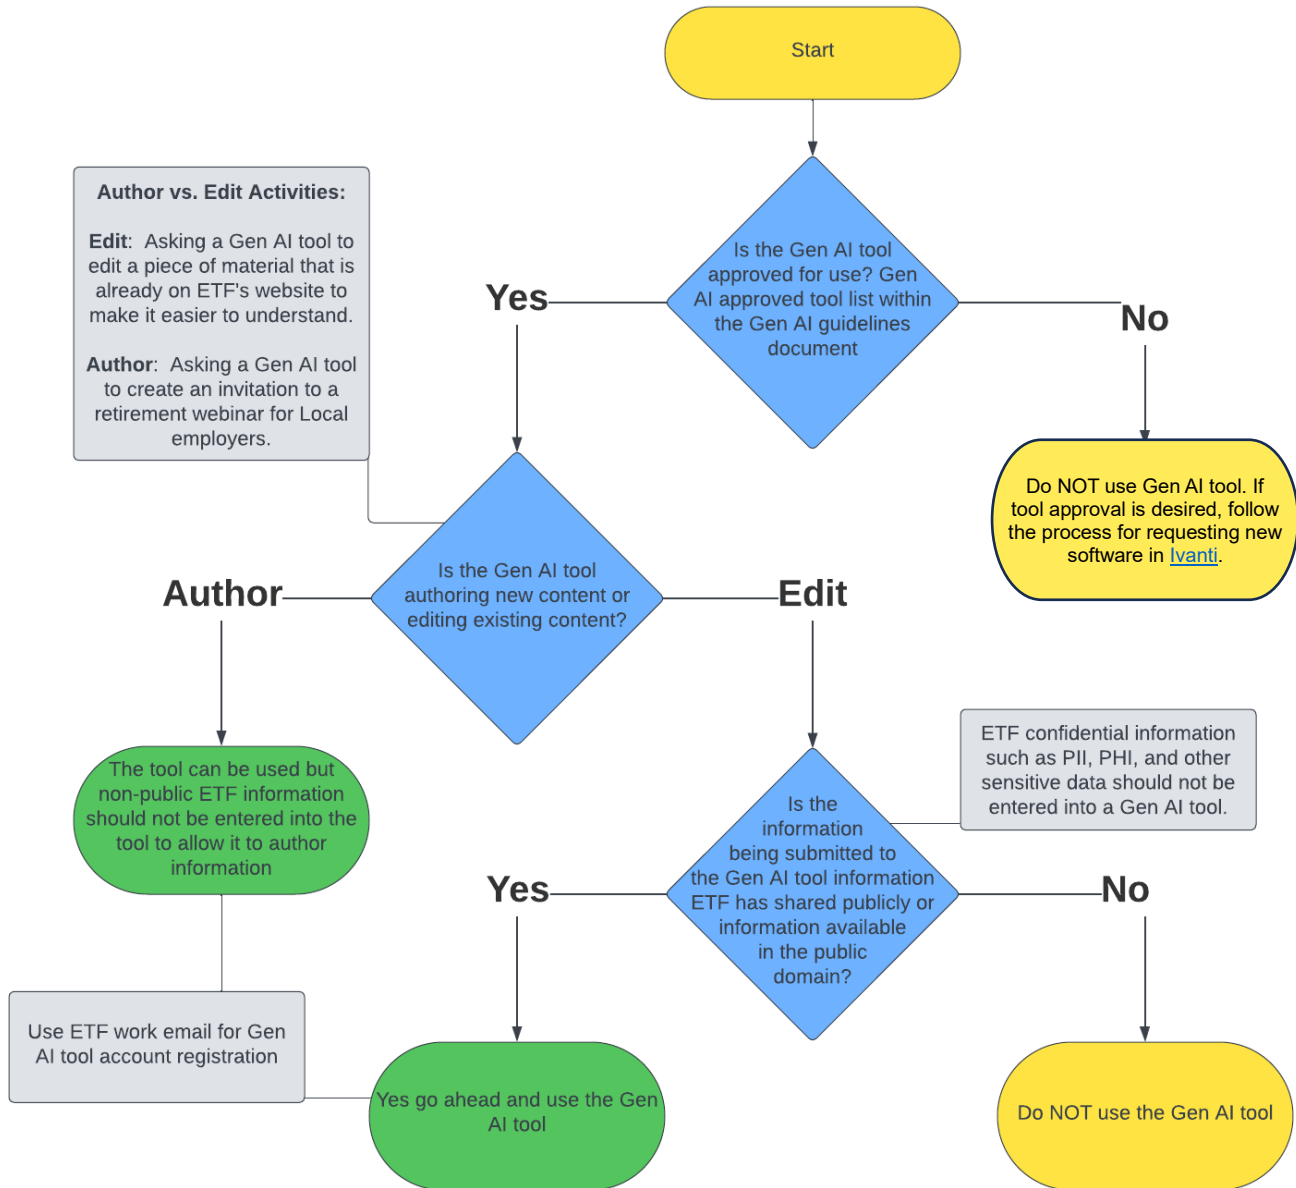 Start
Is the Gen AI tool
approved for use? Gen
AI approved tool list within
the Gen AI guidelines
document
Yes
No
Author vs. Edit Activities:
Edit: Asking a Gen AI tool to
edit a piece of material that is
already on ETF's website to
make it easier to understand.
Author: Asking a Gen AI tool
to create an invitation to a
retirement webinar for Local
employers.
Do NOT use Gen AI tool. If
tool approval is desired, follow
the process for requesting new
software in Ivanti.
Is the Gen AI tool
authoring new content or
editing existing content?
Author
Edit
The tool can be used but
non-public ETF information
should not be entered into the
tool to allow it to author
information
ETF confidential information
such as PII, PHI, and other
sensitive data should not be
entered into a Gen AI tool.
Is the
information
being submitted to
the Gen AI tool information
ETF has shared publicly or
information available
in the public
domain?
Yes
No
Use ETF work email for Gen
AI tool account registration
Yes go ahead and use the Gen
AI tool
Do NOT use the Gen AI tool